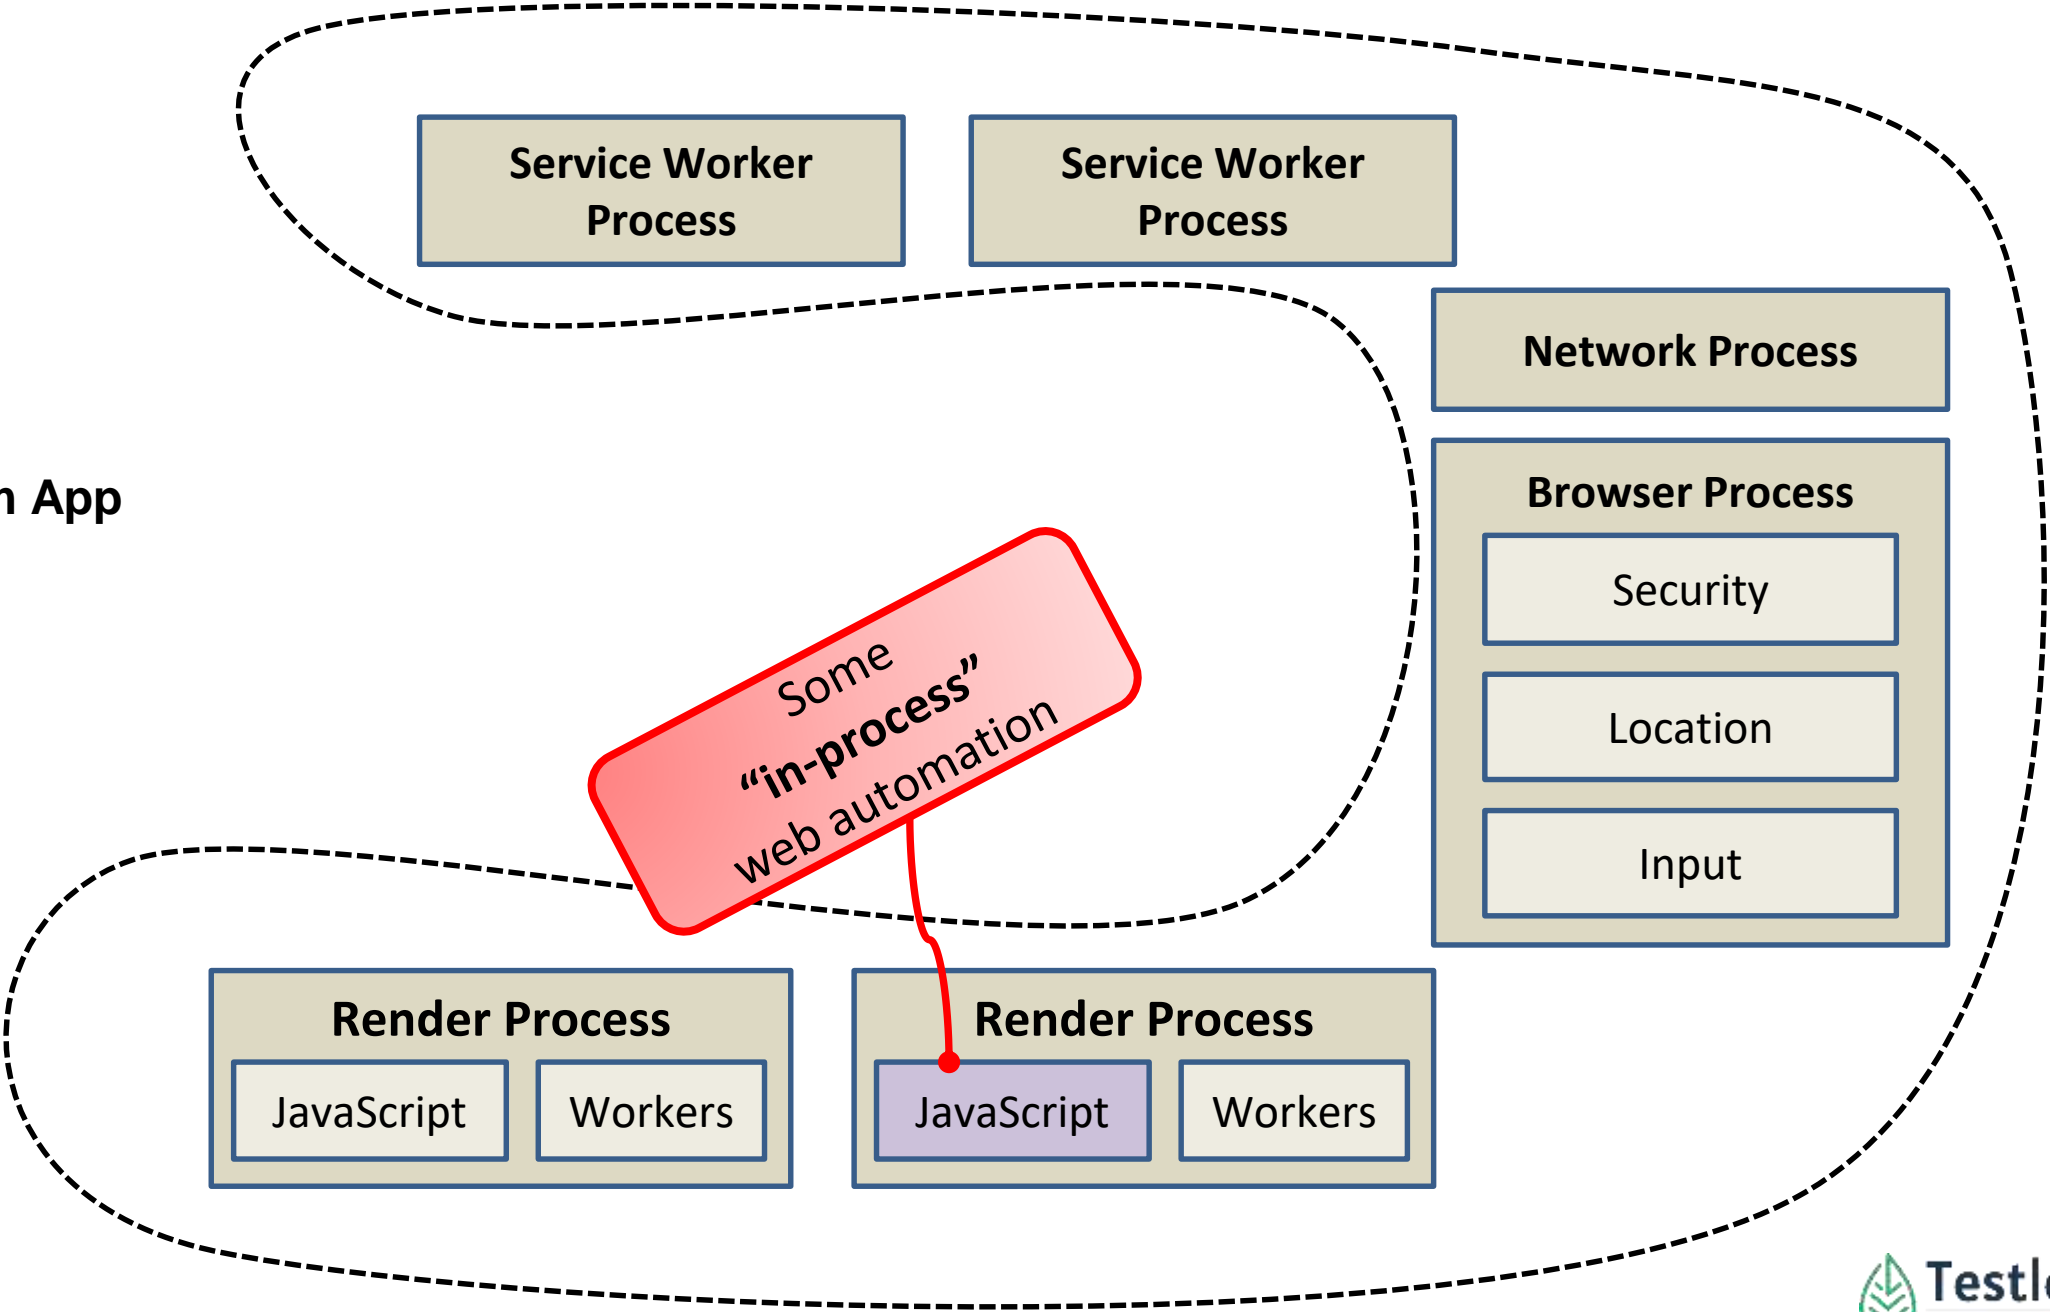 Service Worker
Process
Service Worker
Process
Network Process
App
Browser Process
Security
Location
Input
Some
“in-process”
web automation
Render Process
JavaScript
Workers
Render Process
JavaScript
Workers